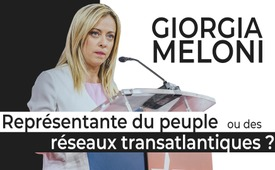 GIORGIA
MELONI
Représentante du peuple ou des
réseaux transatlantiques ?